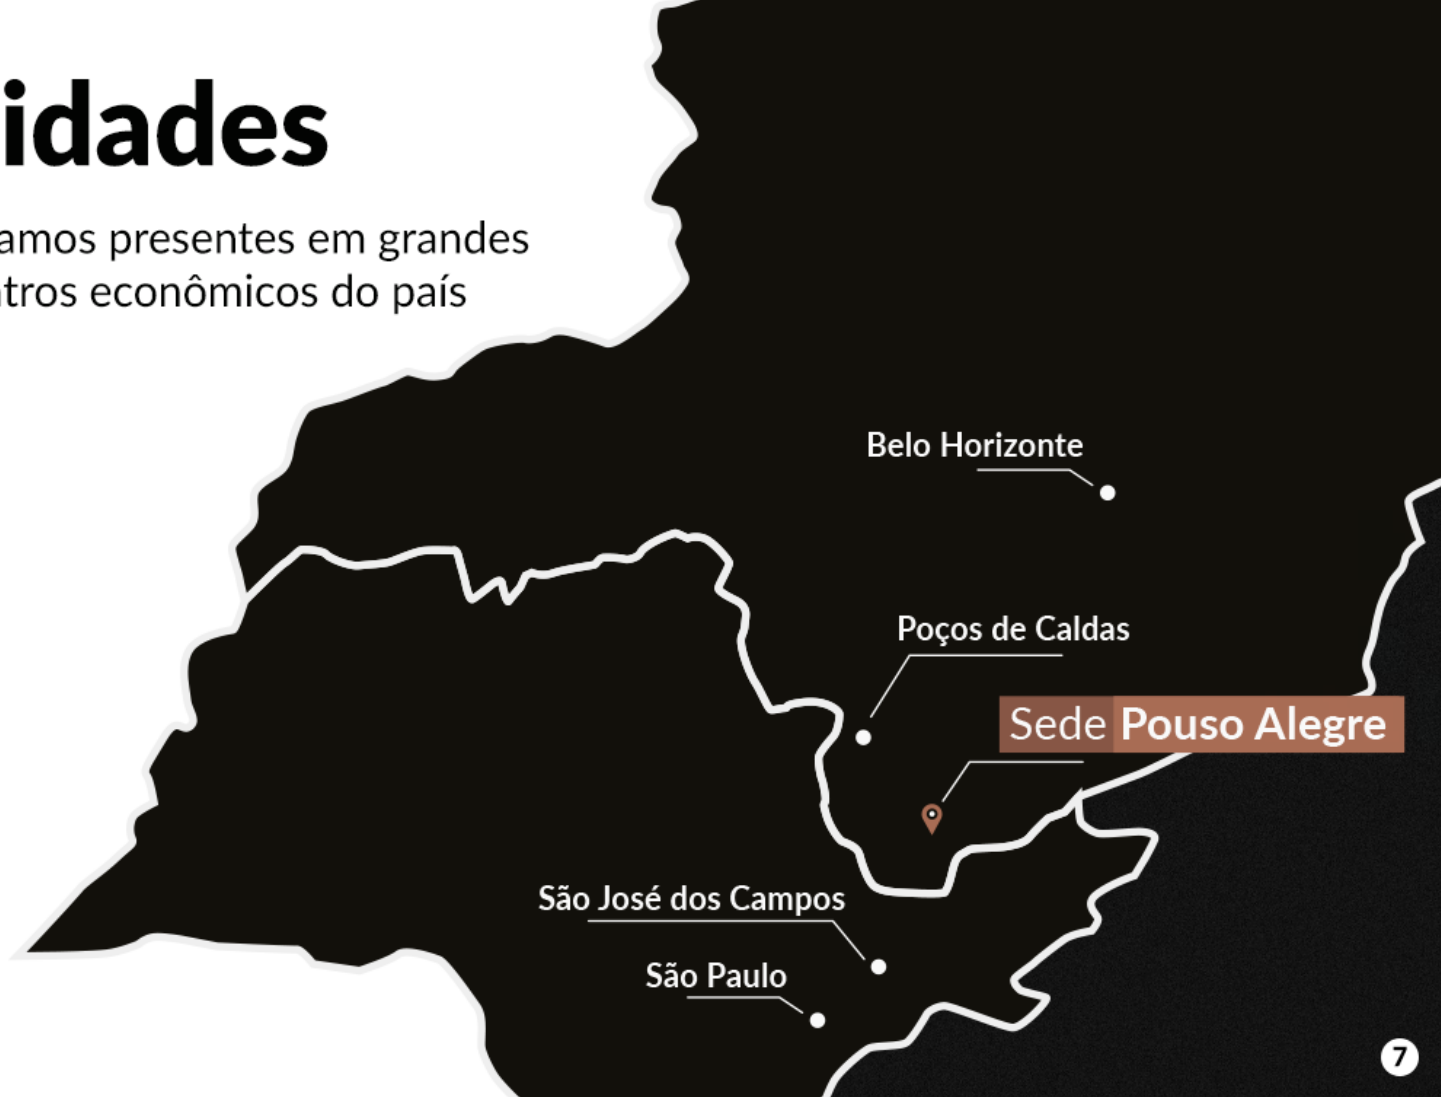 idades
amos presentes em grandes
tros econômicos do país
Belo Horizonte
Poços de Caldas
Sede Pouso Alegre
São José dos Campos
São Paulo
7